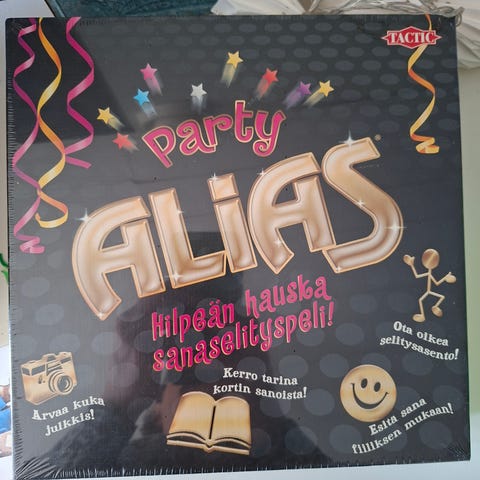 TACTIC
Party
ALiAS
Hilpeän hauska
sanaselityspeli!
Ota oikea
selitysasento!
Kerro tarina
kortin sanoista!
Arvaa kuka
julkkis!
Esitä sana
fiiliksen mukaan!